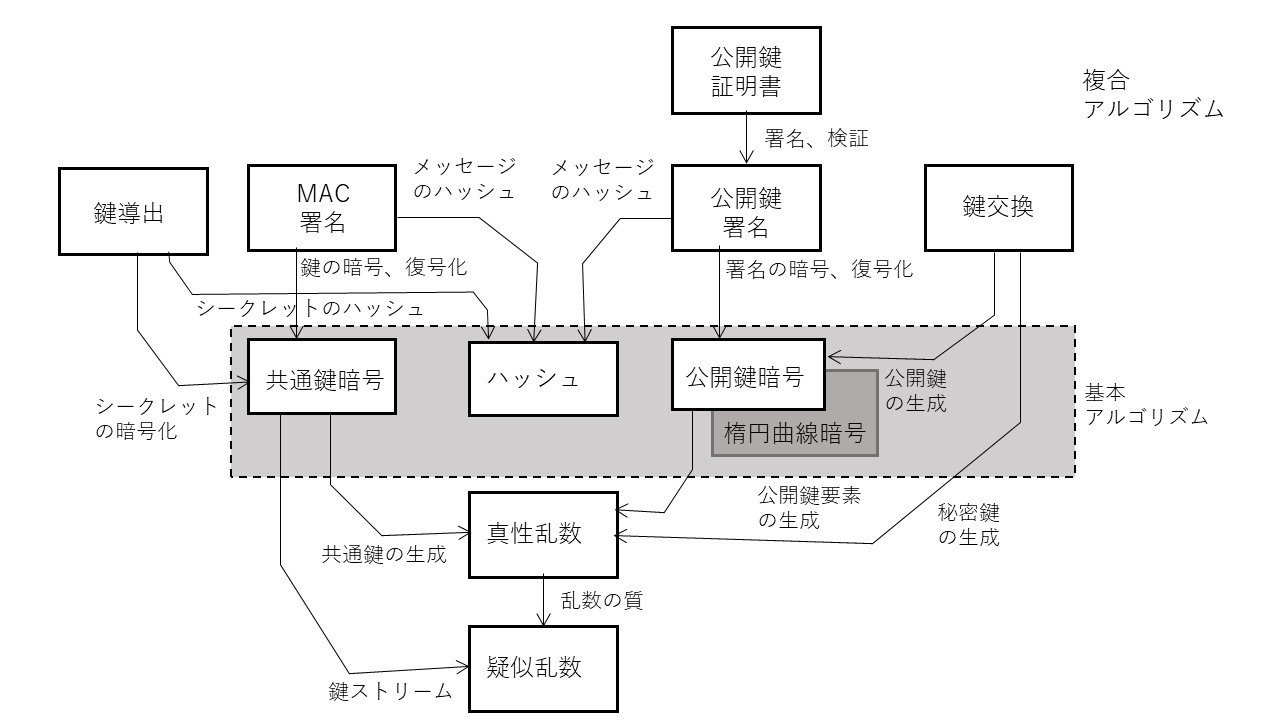 公開鍵
証明書
複合
アルゴリズム
署名、検証
鍵導出
MAC
署名
メッセージ
のハッシュ
メッセージ
のハッシュ
公開鍵
署名
鍵交換
鍵の暗号、復号化
署名の暗号、復号化
シークレットのハッシュ
共通鍵暗号
ハッシュ
公開鍵暗号
公開鍵
の生成
基本
アルゴリズム
シークレット
の暗号化
楕円曲線暗号
公開鍵要素
の生成
秘密鍵
の生成
真性乱数
共通鍵の生成
乱数の質
疑似乱数
鍵ストリーム